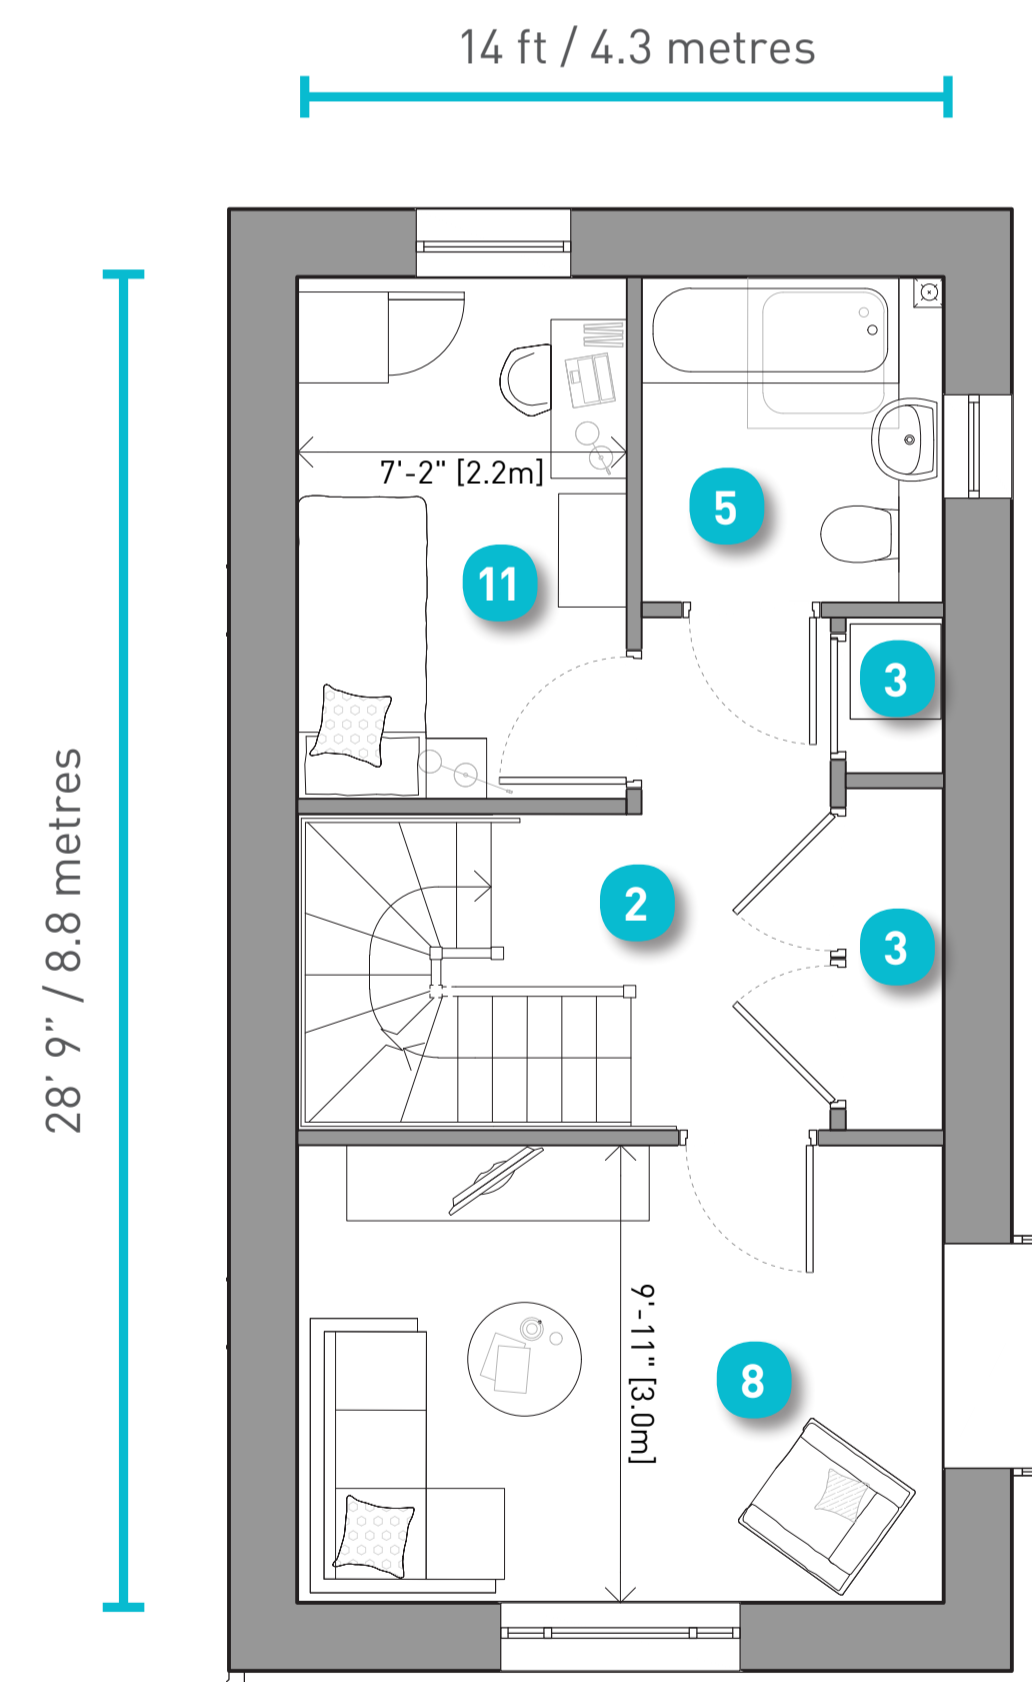 14 ft / 4.3 metres
7'-2" [2.2m]
5
11
3
28' 9” / 8.8 metres
2
3
9'-11" [3.0m]
8